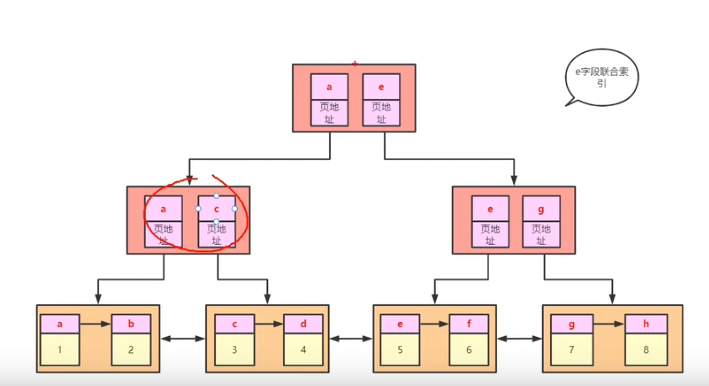 a e
页地 页地
址 址
e字段联合索
引
a c
页地 页地
址 址
e g
页地 页地
址 址
a b
1 2
c d
3 4
e f
5 6
g h
7 8